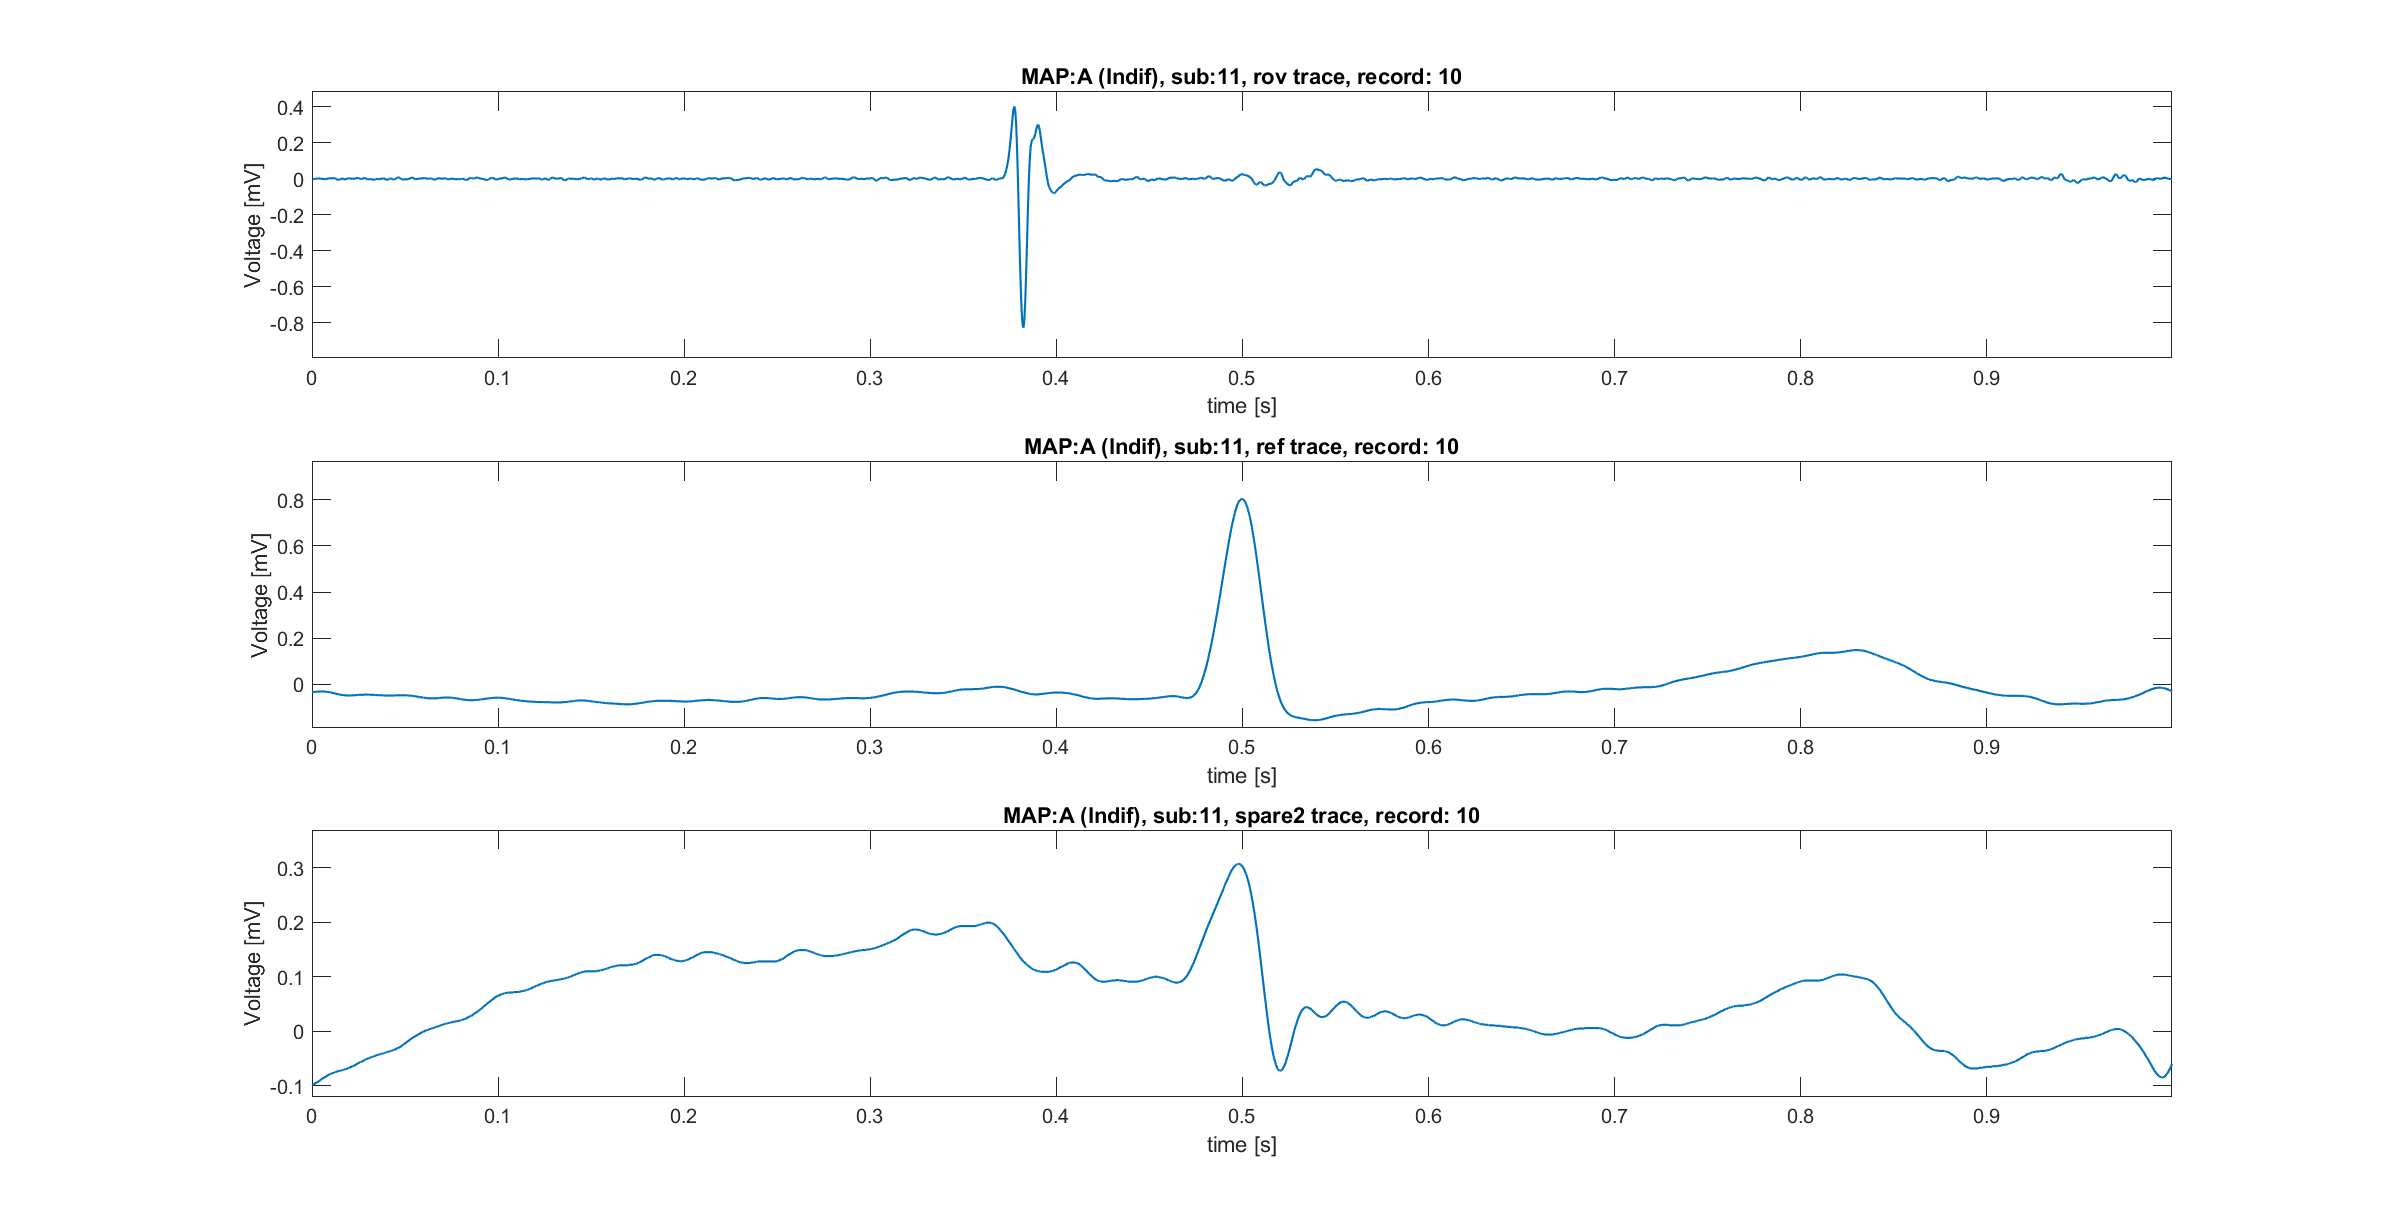 MAP:A (Indif), sub:11, rov trace, record: 10
Voltage [mV]
0.4
0.2
0
-0.2
-0.4
-0.6
-0.8
0 0.1 0.2 0.3 0.4 0.5 0.6 0.7 0.8 0.9
time [s]
MAP:A (Indif), sub:11, ref trace, record: 10
Voltage [mV]
0.8
0.6
0.4
0.2
0
0 0.1 0.2 0.3 0.4 0.5 0.6 0.7 0.8 0.9
time [s]
MAP:A (Indif), sub:11, spare2 trace, record: 10
Voltage [mV]
0.3
0.2
0.1
0
-0.1
0 0.1 0.2 0.3 0.4 0.5 0.6 0.7 0.8 0.9
time [s]